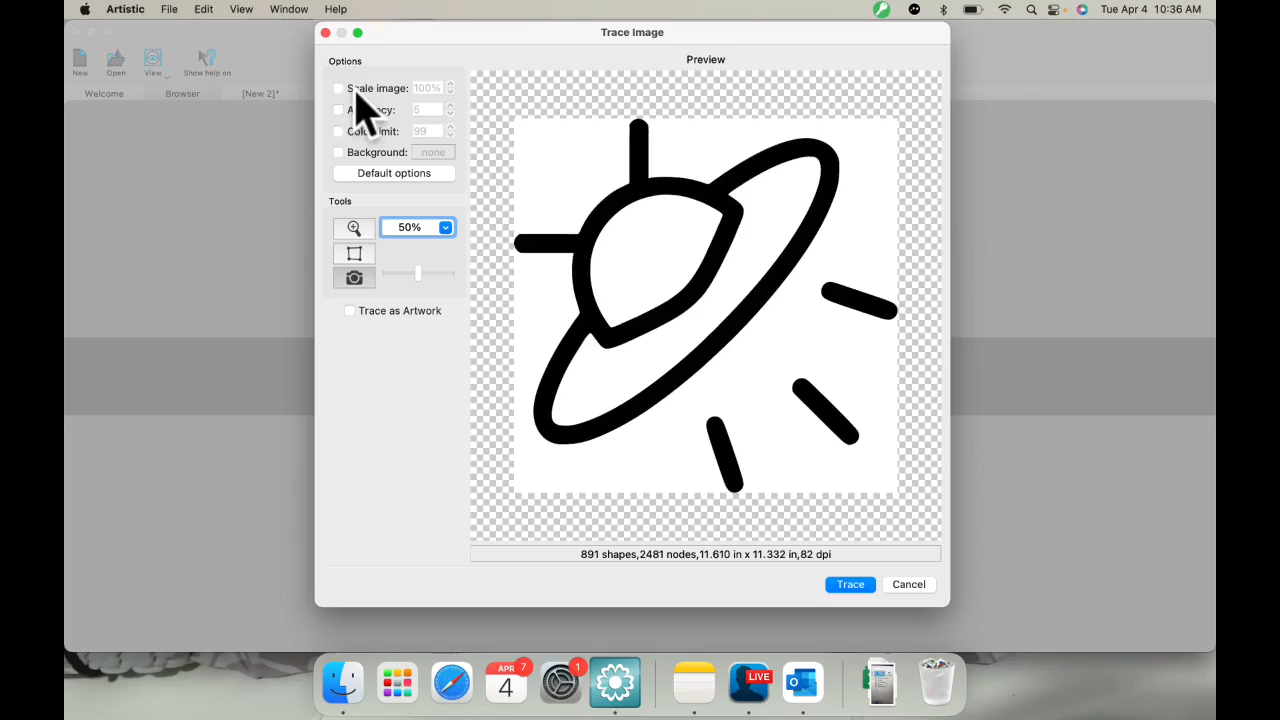 Artistic File Edit View Window Help Tue Apr 4 10:36 AM
Trace Image
New Open View Show help on
Welcome Browser [New 2]*
Options
Scale image: 100%
5
99
Background: none
Default options
Tools
50%
Trace as Artwork
Preview
891 shapes,2481 nodes,11.610 in x 11.332 in,82 dpi
Trace Cancel
APR 7
4
1
LIVE